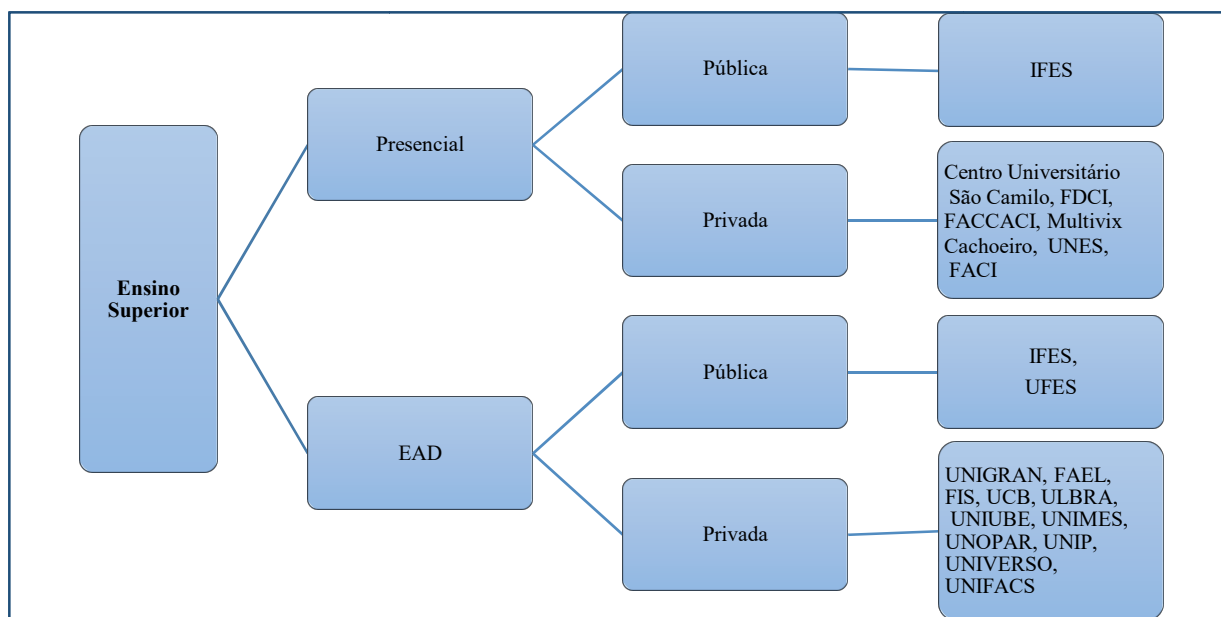 Ensino
Superior
Presencial
Pública
IFES
Privada
Centro Universitário
São Camilo, FDCI,
FACCACI, Multivix
Cachoeiro, UNES,
FACI
EAD
Pública
IFES,
UFES
Privada
UNIGRAN, FAEL,
FIS, UCB, ULBRA,
UNIUBE, UNIMES,
UNOPAR, UNIP,
UNIVERSO,
UNIFACS